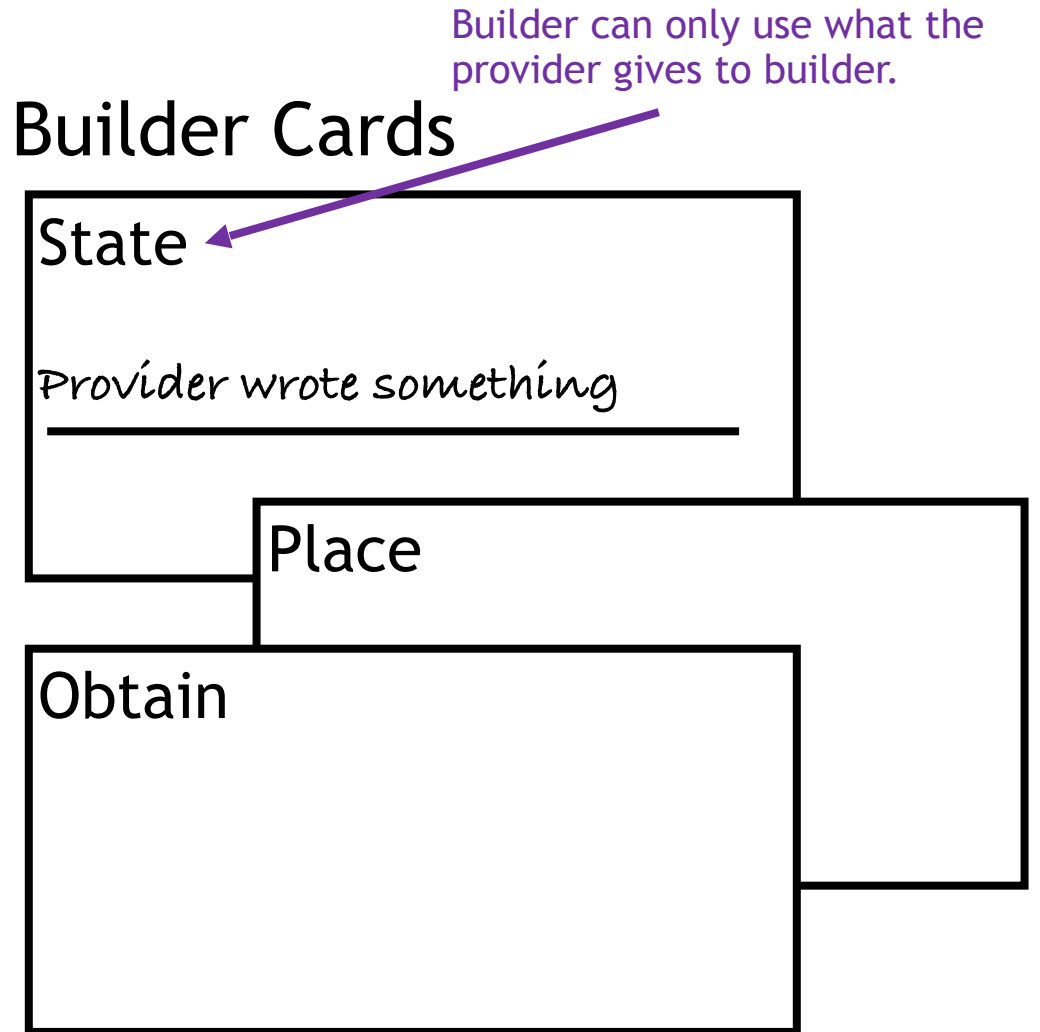 Builder can only use what the
provider gives to builder.
Builder Cards
State
Provider wrote something
Place
Obtain